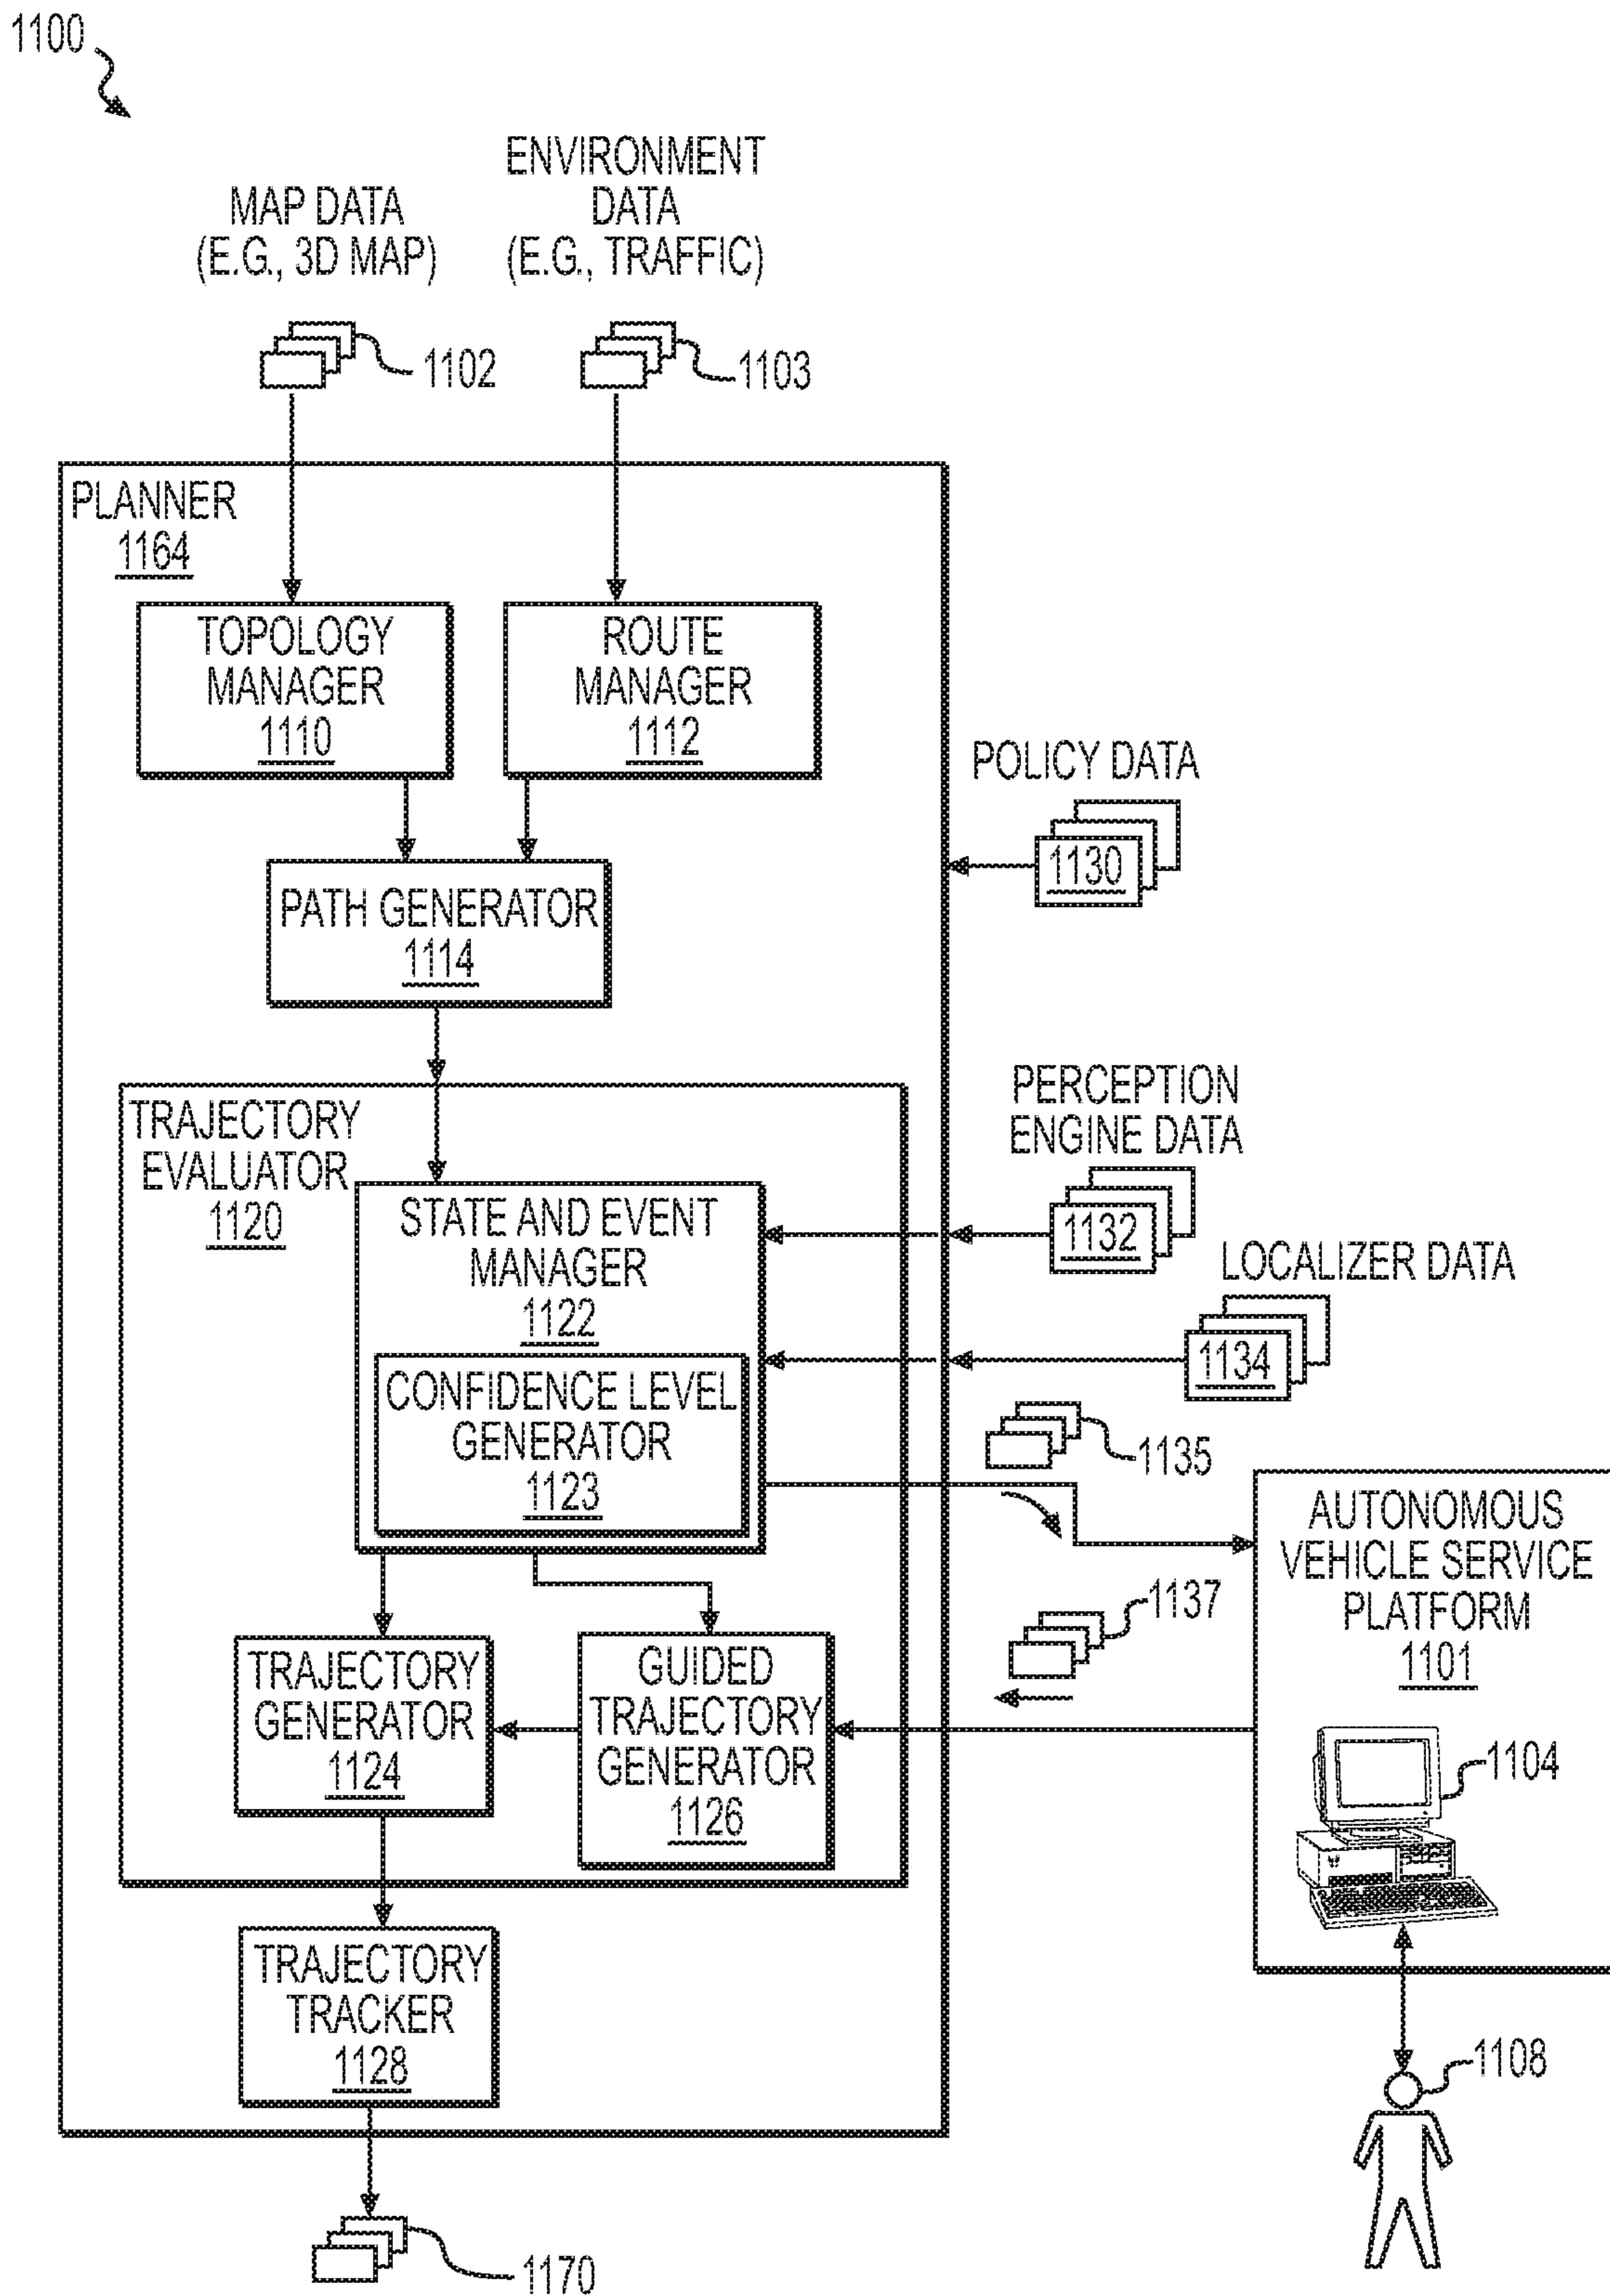 1100
MAP DATA
(E.G., 3D MAP)
ENVIRONMENT
DATA
(E.G., TRAFFIC)
1102
1103
PLANNER
1164
TOPOLOGY
MANAGER
1110
ROUTE
MANAGER
1112
POLICY DATA
1130
PATH GENERATOR
1114
PERCEPTION
ENGINE DATA
1132
TRAJECTORY
EVALUATOR
1120
STATE AND EVENT
MANAGER
1122
LOCALIZER DATA
1134
CONFIDENCE LEVEL
GENERATOR
1123
1135
AUTONOMOUS
VEHICLE SERVICE
PLATFORM
1101
1137
TRAJECTORY
GENERATOR
1124
GUIDED
TRAJECTORY
GENERATOR
1126
1104
TRAJECTORY
TRACKER
1128
1108
1170